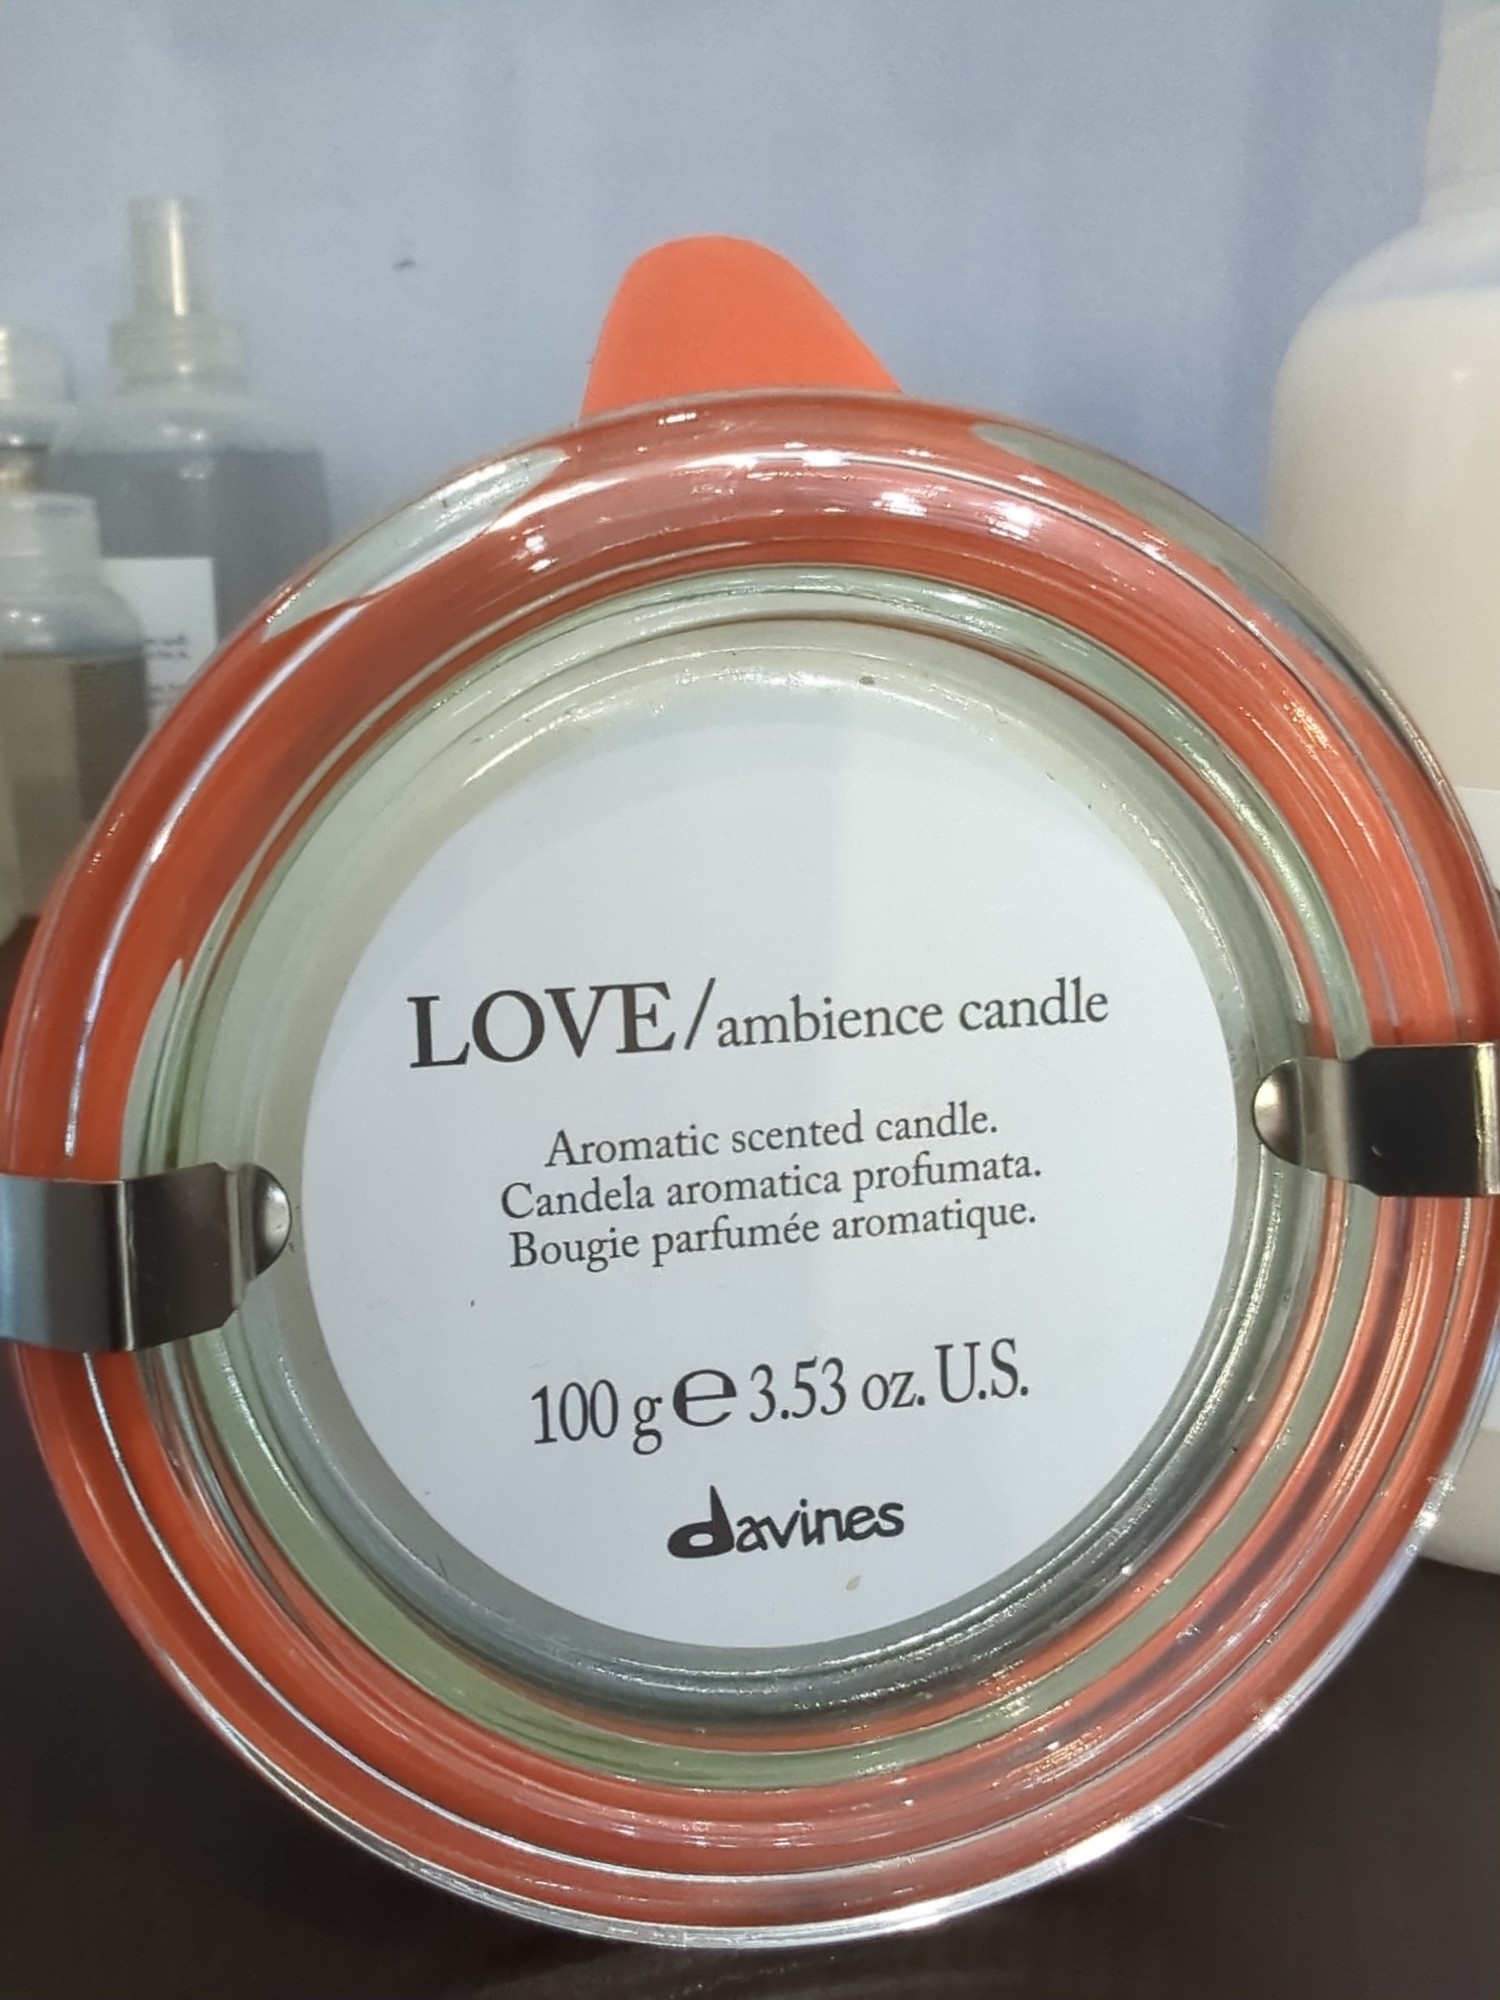 LOVE/ambience candle
Aromatic scented candle.
Candela aromatica profumata.
Bougie parfumée aromatique.
100 g ℮ 3.53 oz. U.S.
davines